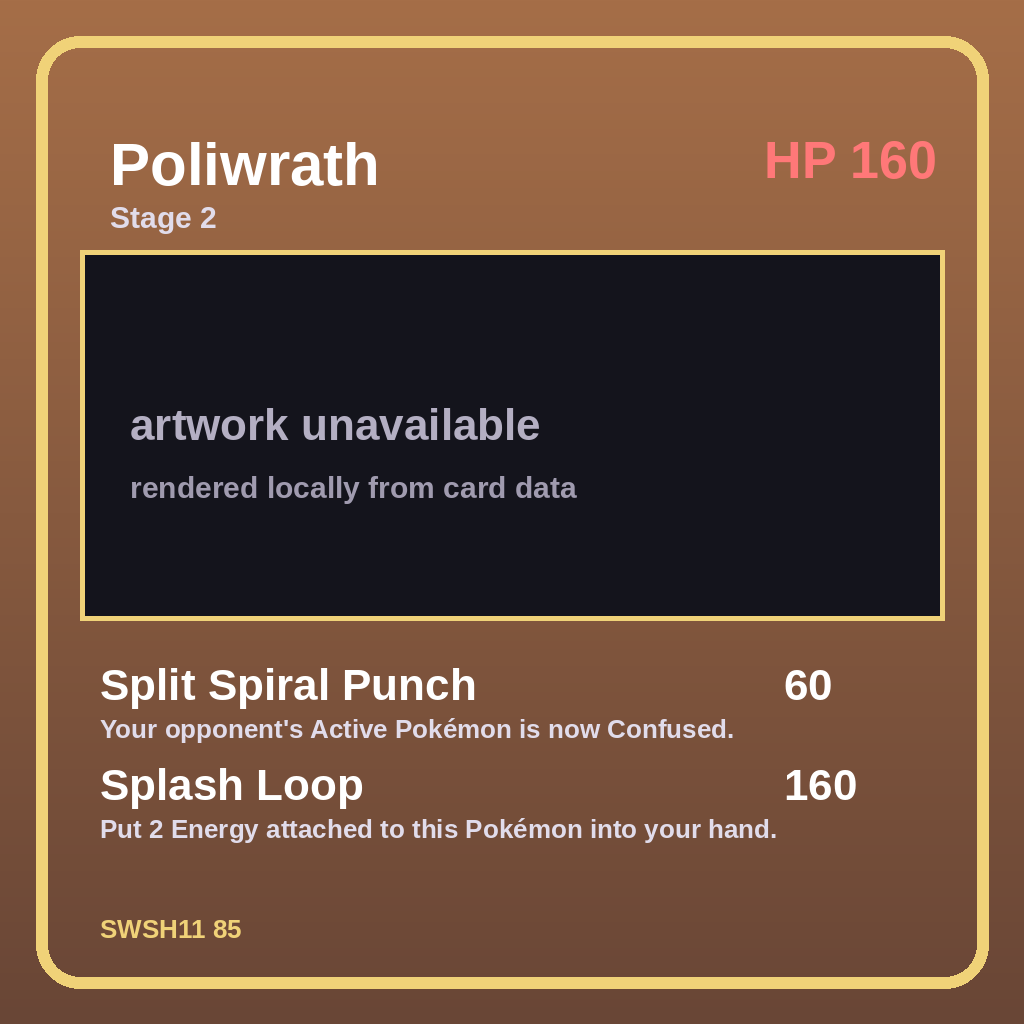 Poliwrath
HP 160
Stage 2
artwork unavailable
rendered locally from card data
Split Spiral Punch 60
Your opponent's Active Pokémon is now Confused.
Splash Loop 160
Put 2 Energy attached to this Pokémon into your hand.
SWSH11 85